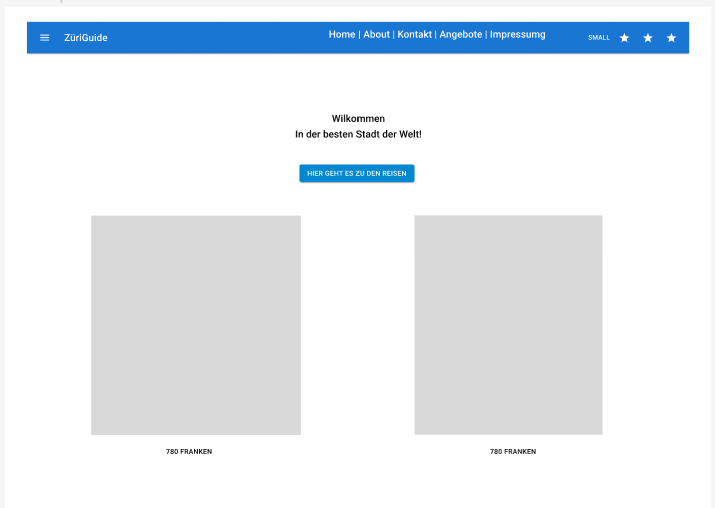 ZüriGuide
Home | About | Kontakt | Angebote | Impressumg
SMALL
Wilkommen
In der besten Stadt der Welt!
HIER GEHT ES ZU DEN REISEN
780 FRANKEN
780 FRANKEN